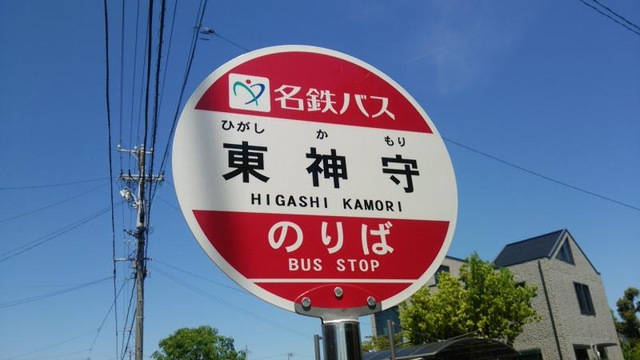 名鉄バス
ひがし か もり
東神守
HIGASHI KAMORI
のりば
BUS STOP